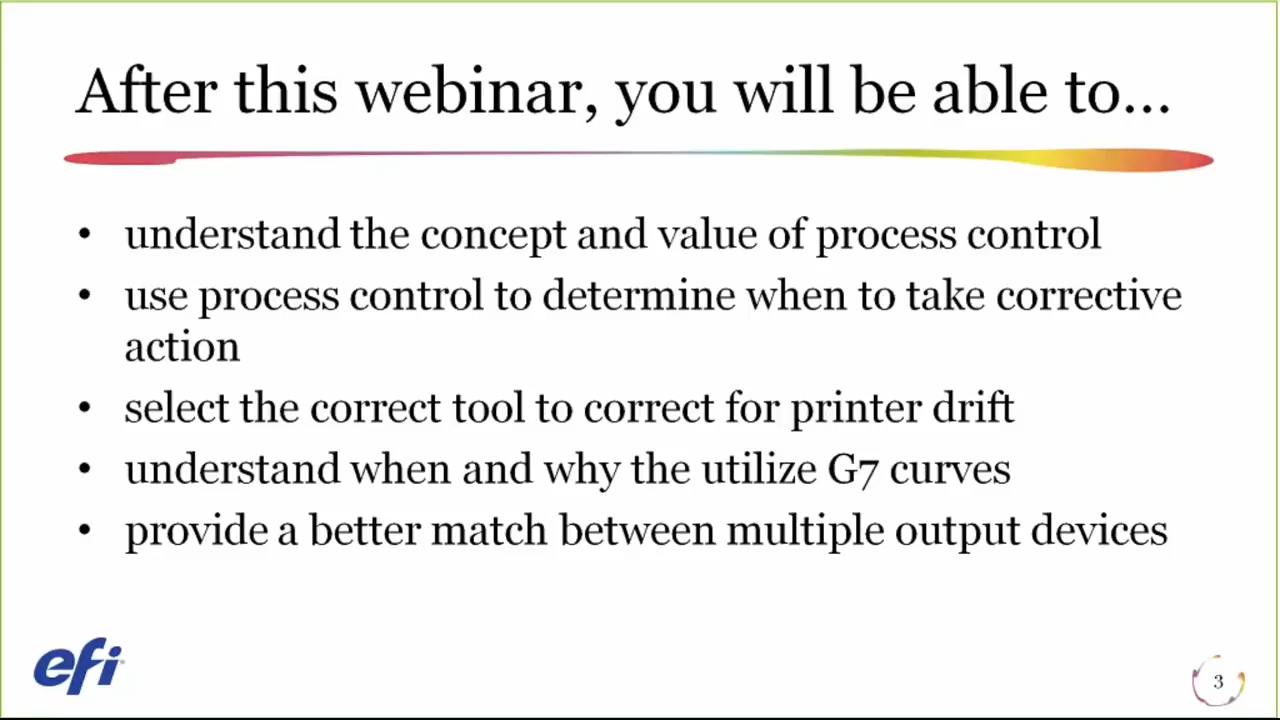 After this webinar, you will be able to...
• understand the concept and value of process control
• use process control to determine when to take corrective
action
• select the correct tool to correct for printer drift
• understand when and why the utilize G7 curves
• provide a better match between multiple output devices
efi
3